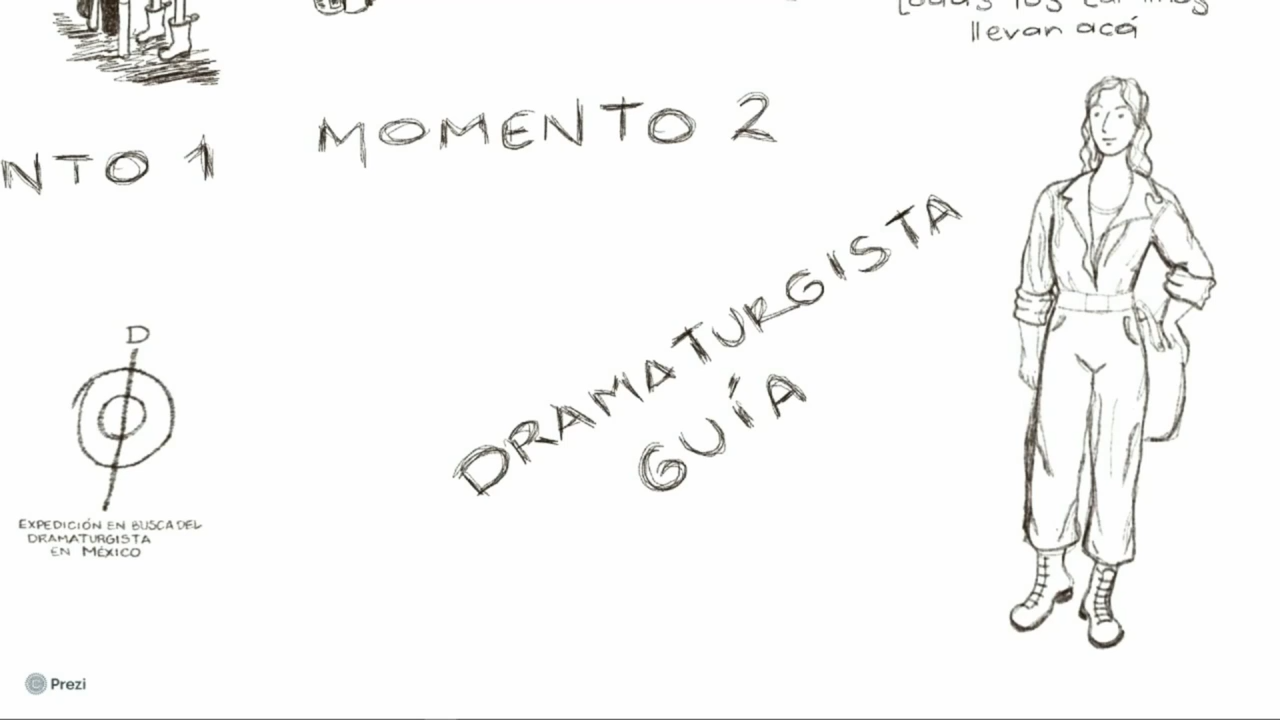 llevan acá
MOMENTO 2
NTO 1
DRAMATURGISTA
GUÍA
D
EXPEDICIÓN EN BUSCA DEL
DRAMATURGISTA
EN MÉXICO
Prezi